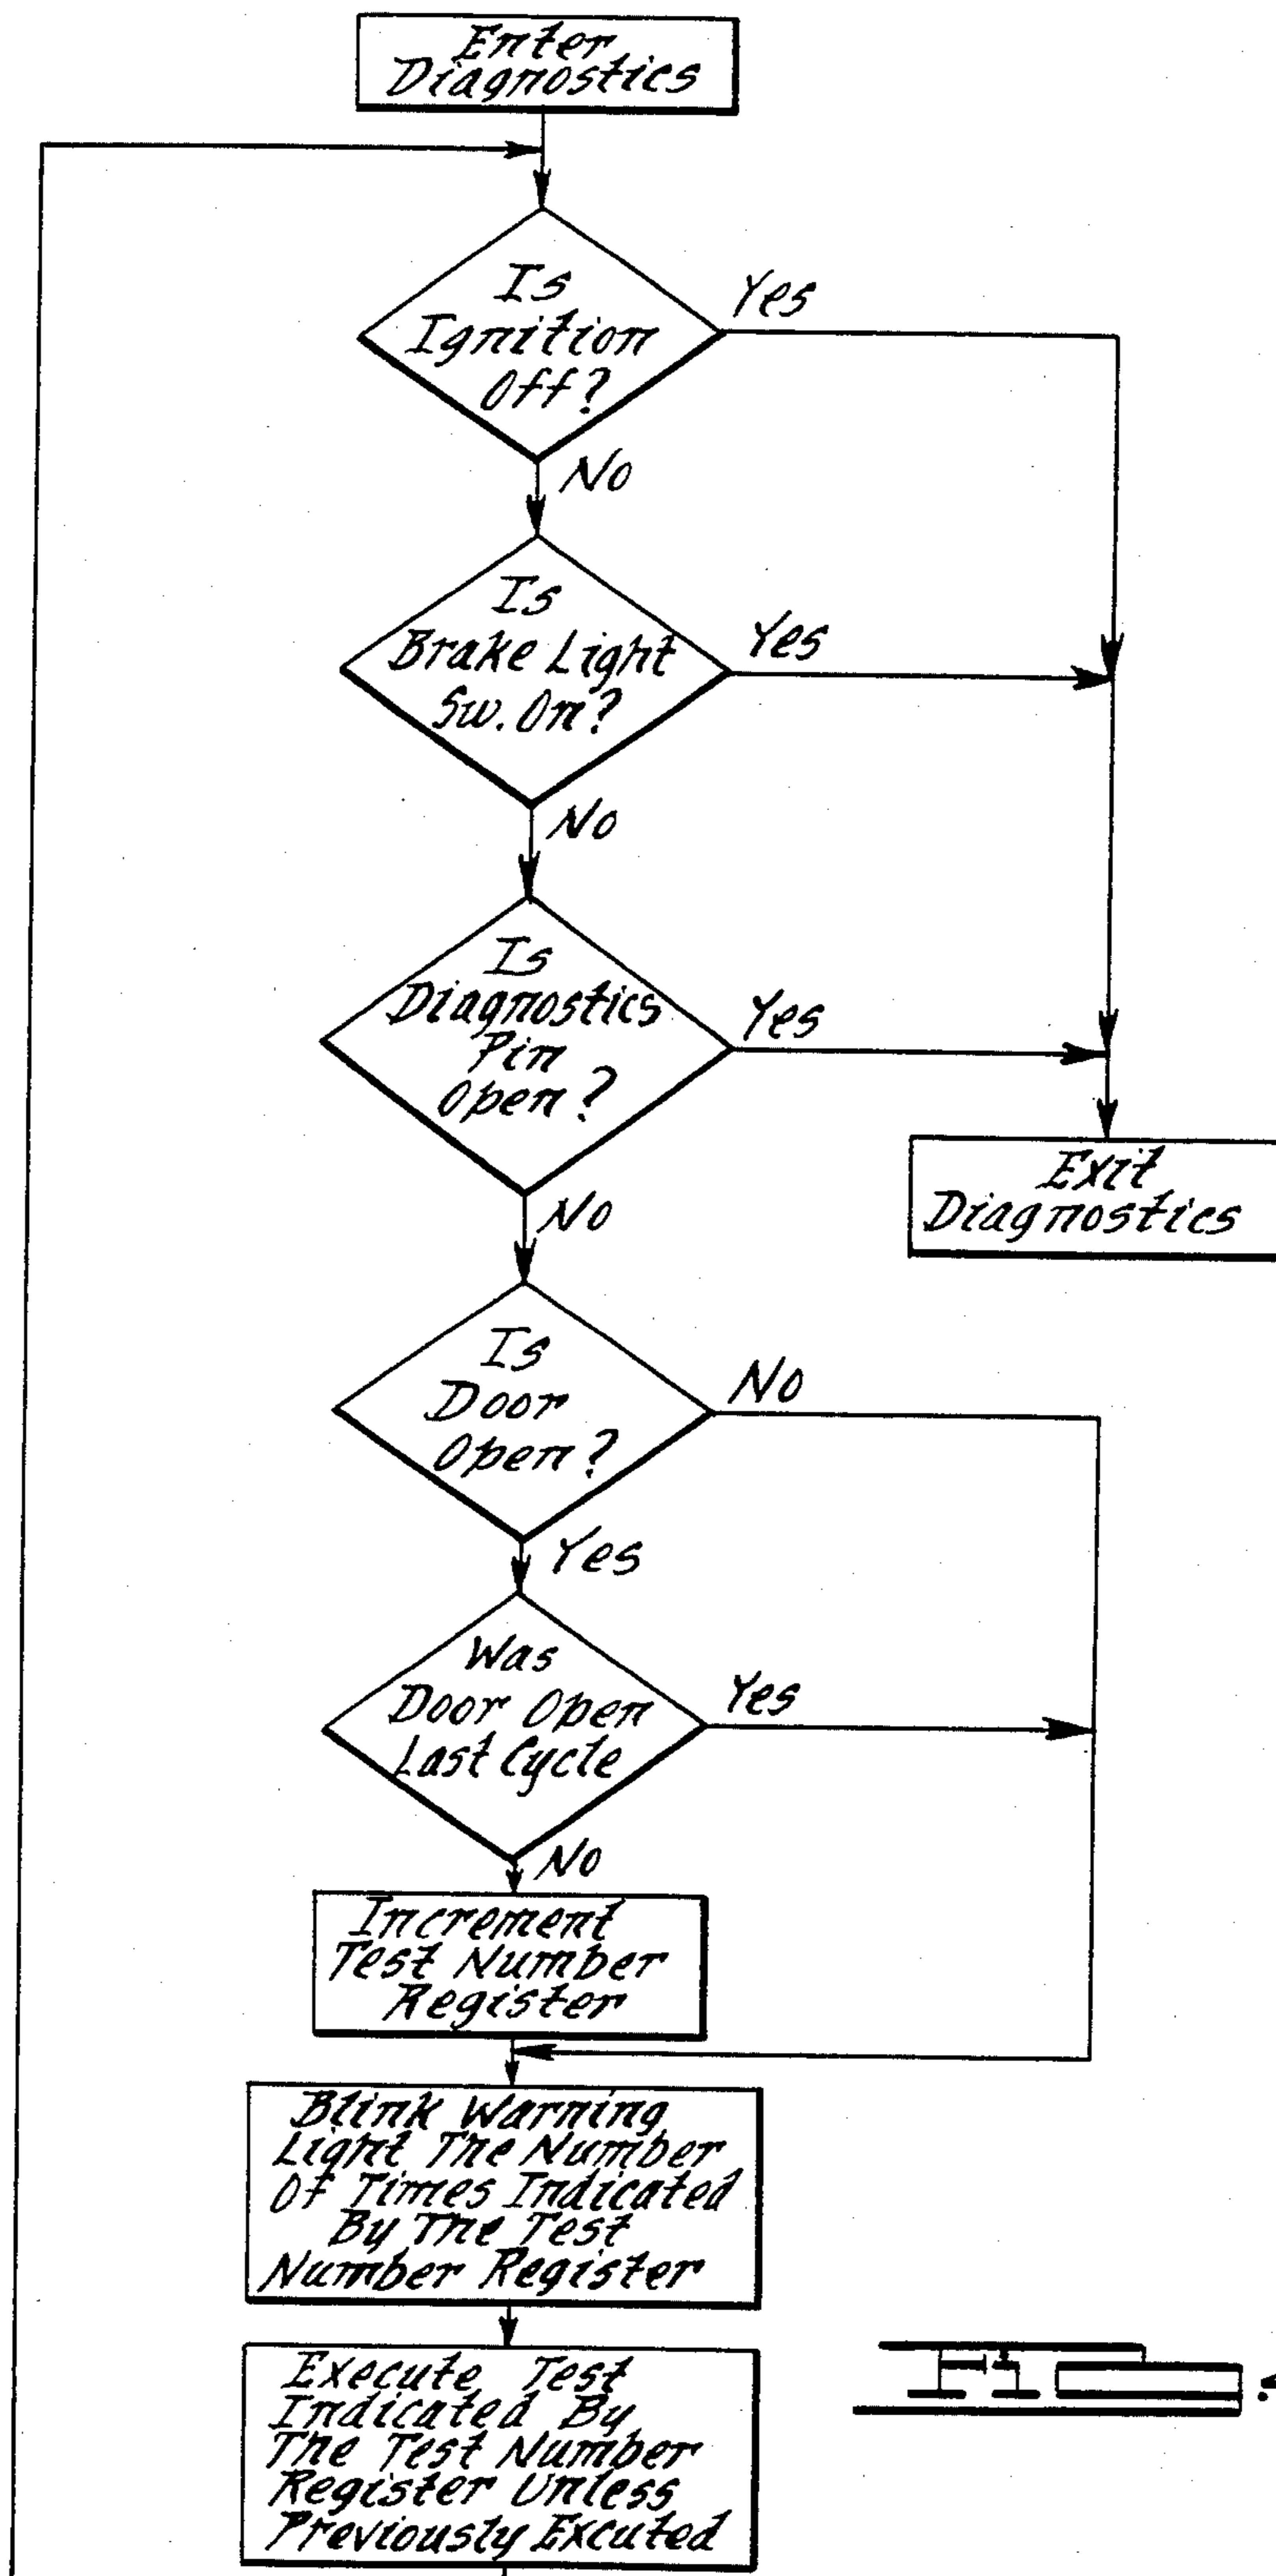 Enter
Diagnostics
Is
Ignition
Off?
Yes
No
Is
Brake Light
Sw. On?
Yes
No
Is
Diagnostics
Pin
Open?
Yes
No
Exit
Diagnostics
Is
Door
Open?
No
Yes
Was
Door Open
Last Cycle
Yes
No
Increment
Test Number
Register
Blink Warning
Light The Number
Of Times Indicated
By The Test
Number Register
Execute Test
Indicated By
The Test Number
Register Unless
Previously Excuted